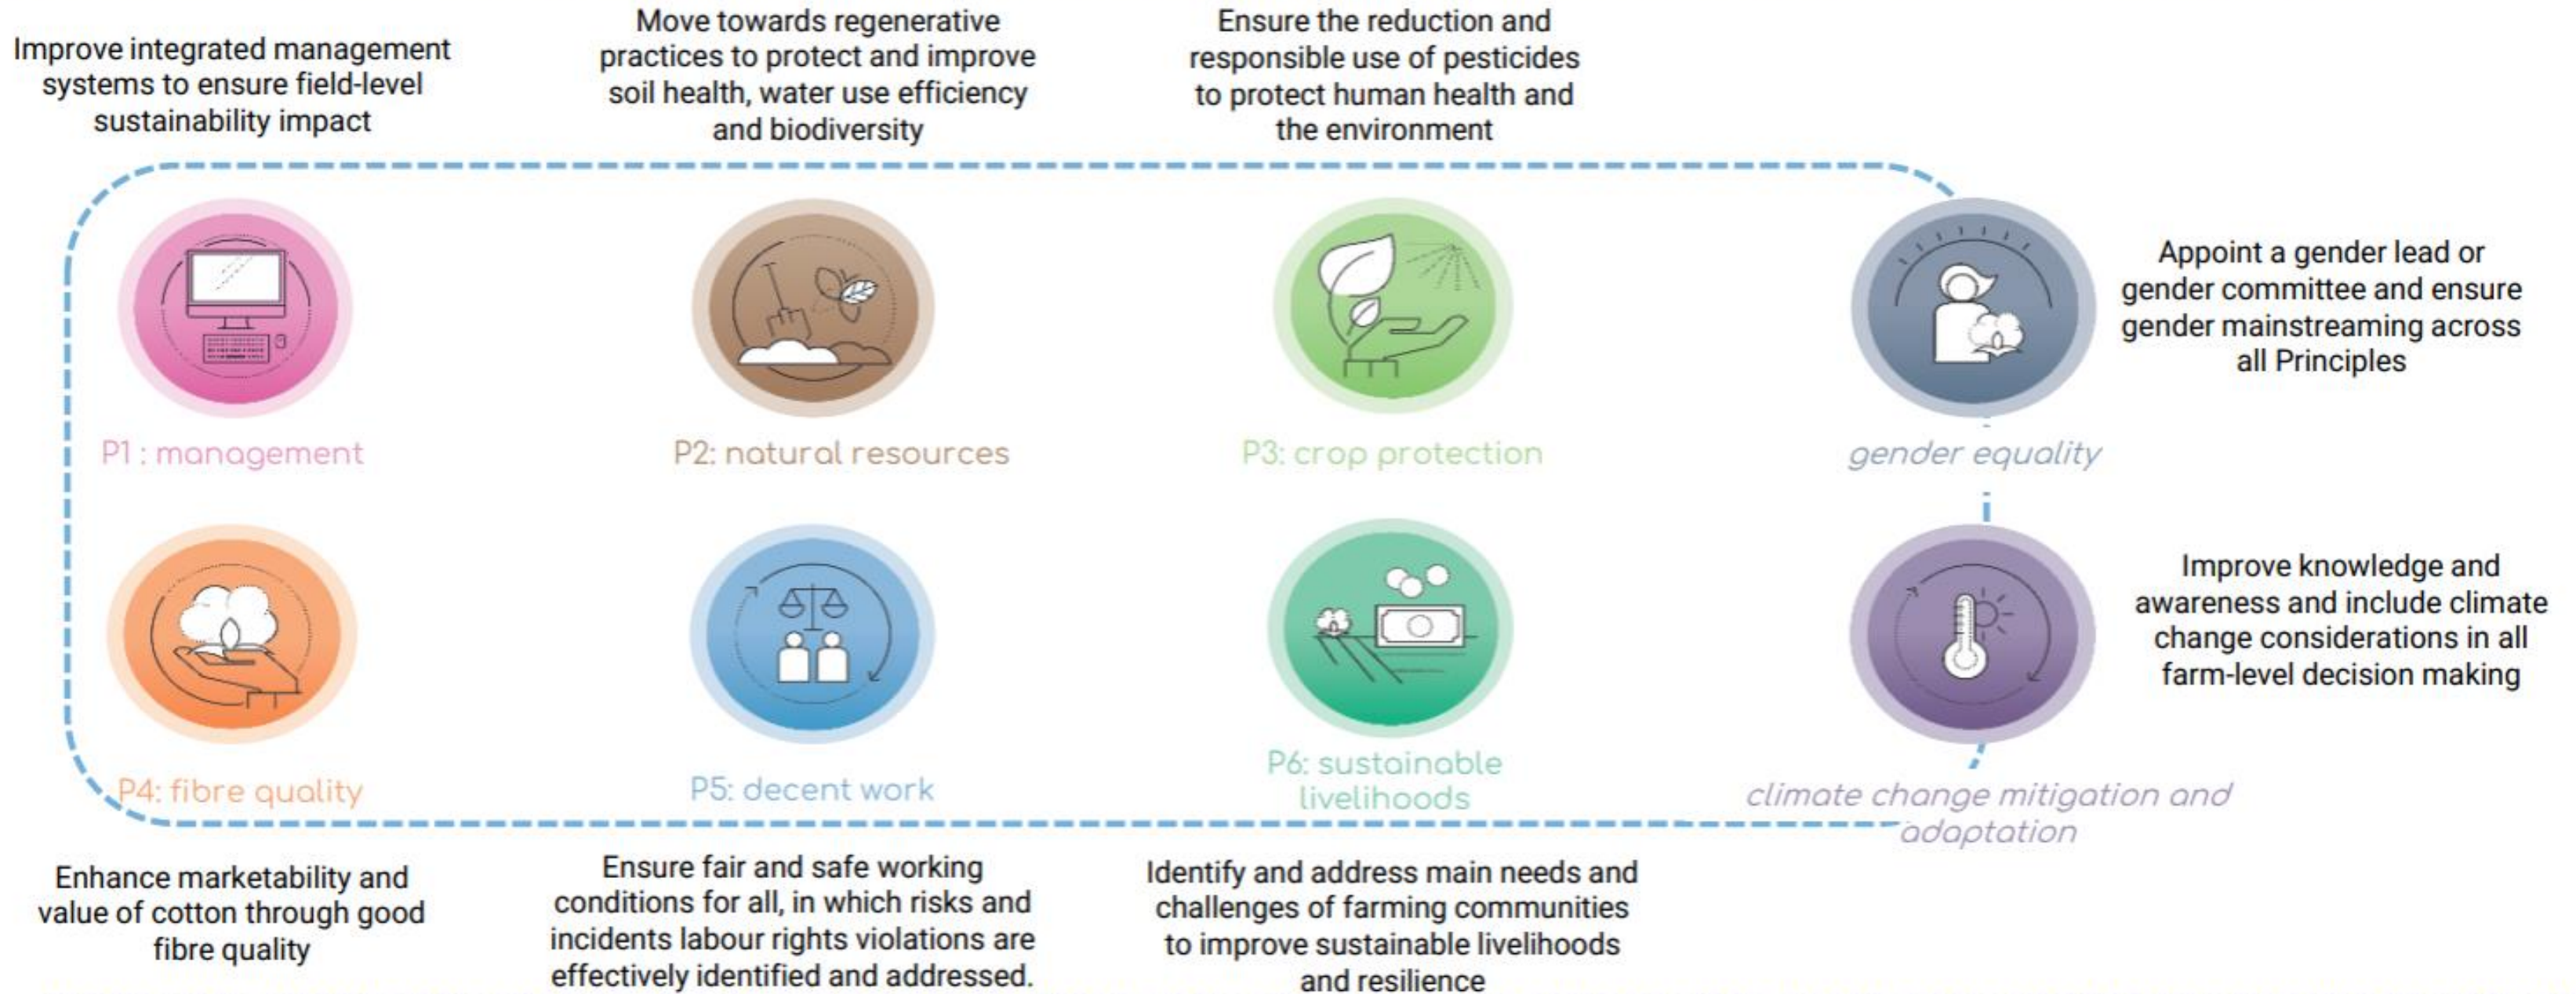 Improve integrated management
systems to ensure field-level
sustainability impact
Move towards regenerative
practices to protect and improve
soil health, water use efficiency
and biodiversity
Ensure the reduction and
responsible use of pesticides
to protect human health and
the environment
P1 : management
P2: natural resources
P3: crop protection
gender equality
Appoint a gender lead or
gender committee and ensure
gender mainstreaming across
all Principles
P4: fibre quality
P5: decent work
P6: sustainable
livelihoods
climate change mitigation and
adaptation
Improve knowledge and
awareness and include climate
change considerations in all
farm-level decision making
Enhance marketability and
value of cotton through good
fibre quality
Ensure fair and safe working
conditions for all, in which risks and
incidents labour rights violations are
effectively identified and addressed.
Identify and address main needs and
challenges of farming communities
to improve sustainable livelihoods
and resilience